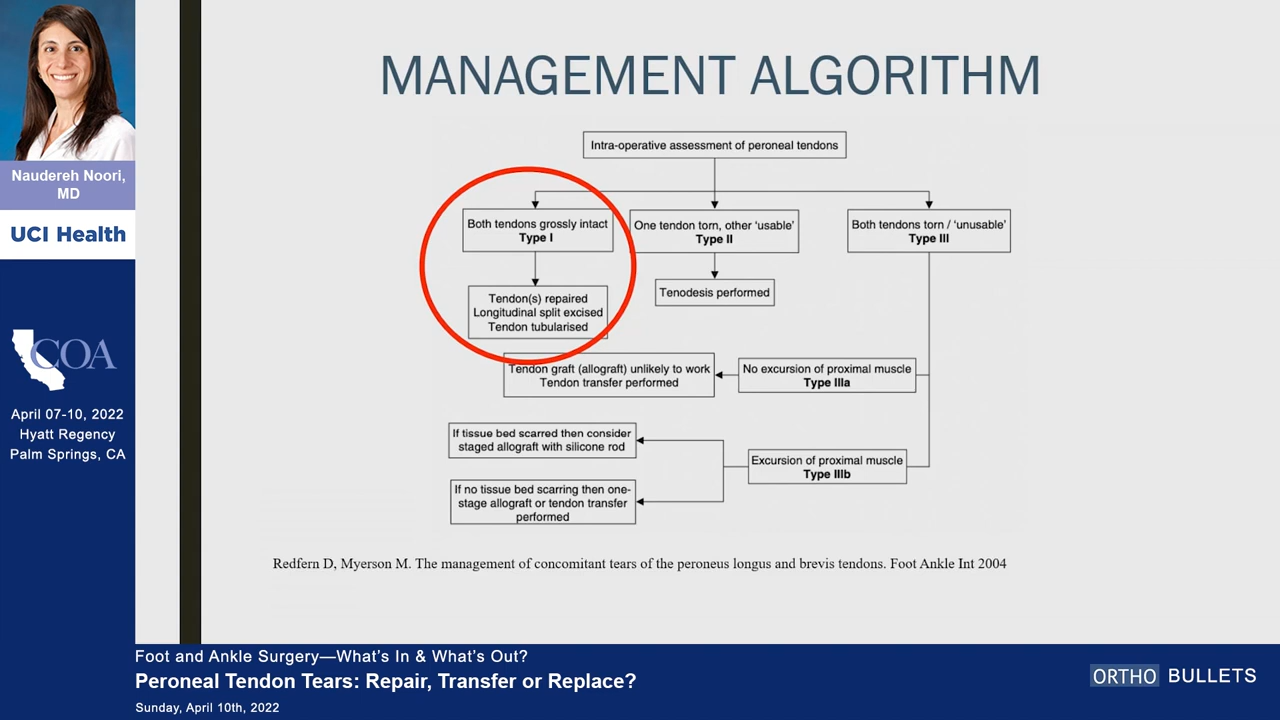 MANAGEMENT ALGORITHM
Intra-operative assessment of peroneal tendons
Both tendons grossly intact
Type I
One tendon torn, other ‘usable’
Type II
Both tendons torn / ‘unusable’
Type III
Tendon(s) repaired
Longitudinal split excised
Tendon tubularised
Tenodesis performed
Tendon graft (allograft) unlikely to work
Tendon transfer performed
No excursion of proximal muscle
Type IIIa
If tissue bed scarred then consider
staged allograft with silicone rod
Excursion of proximal muscle
Type IIIb
If no tissue bed scarring then one-
stage allograft or tendon transfer
performed
Redfern D, Myerson M. The management of concomitant tears of the peroneus longus and brevis tendons. Foot Ankle Int 2004
Naudereh Noori,
MD
UCI Health
COA
April 07-10, 2022
Hyatt Regency
Palm Springs, CA
Foot and Ankle Surgery—What’s In & What’s Out?
Peroneal Tendon Tears: Repair, Transfer or Replace?
Sunday, April 10th, 2022
ORTHO BULLETS